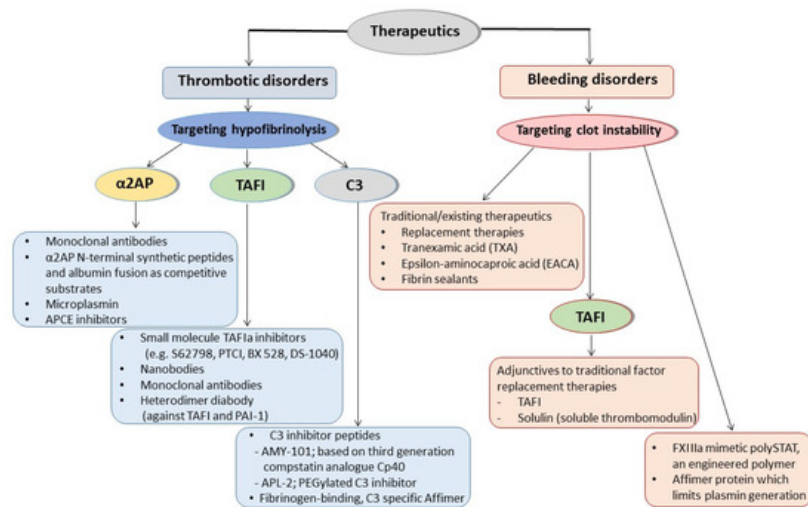 Therapeutics
Thrombotic disorders
Bleeding disorders
Targeting hypofibrinolysis
Targeting clot instability
α2AP
TAFI
C3
• Monoclonal antibodies
• α2AP N-terminal synthetic peptides
and albumin fusion as competitive
substrates
• Microplasmin
• APCE inhibitors
• Small molecule TAFIa inhibitors
(e.g. S62798, PTCI, BX 528, DS-1040)
• Nanobodies
• Monoclonal antibodies
• Heterodimer diabody
(against TAFI and PAI-1)
• C3 inhibitor peptides
- AMY-101; based on third generation
compstatin analogue Cp40
- APL-2; PEGylated C3 inhibitor
• Fibrinogen-binding, C3 specific Affimer
Traditional/existing therapeutics
• Replacement therapies
• Tranexamic acid (TXA)
• Epsilon-aminocaproic acid (EACA)
• Fibrin sealants
TAFI
Adjunctives to traditional factor
replacement therapies
- TAFI
- Solulin (soluble thrombomodulin)
• FXIIIa mimetic polySTAT,
an engineered polymer
• Affimer protein which
limits plasmin generation